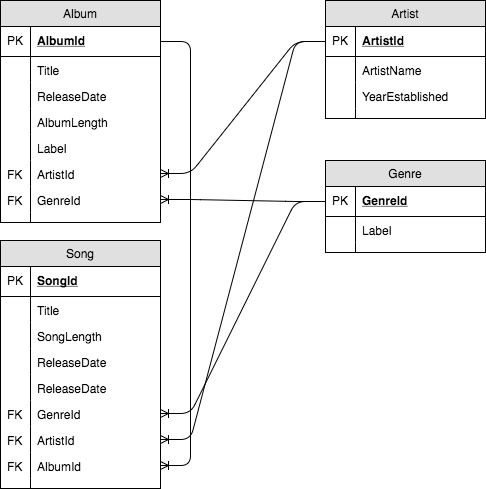 Album
PK AlbumId
Title
ReleaseDate
AlbumLength
Label
FK ArtistId
FK GenreId
Artist
PK ArtistId
ArtistName
YearEstablished
Genre
PK GenreId
Label
Song
PK SongId
Title
SongLength
ReleaseDate
ReleaseDate
FK GenreId
FK ArtistId
FK AlbumId